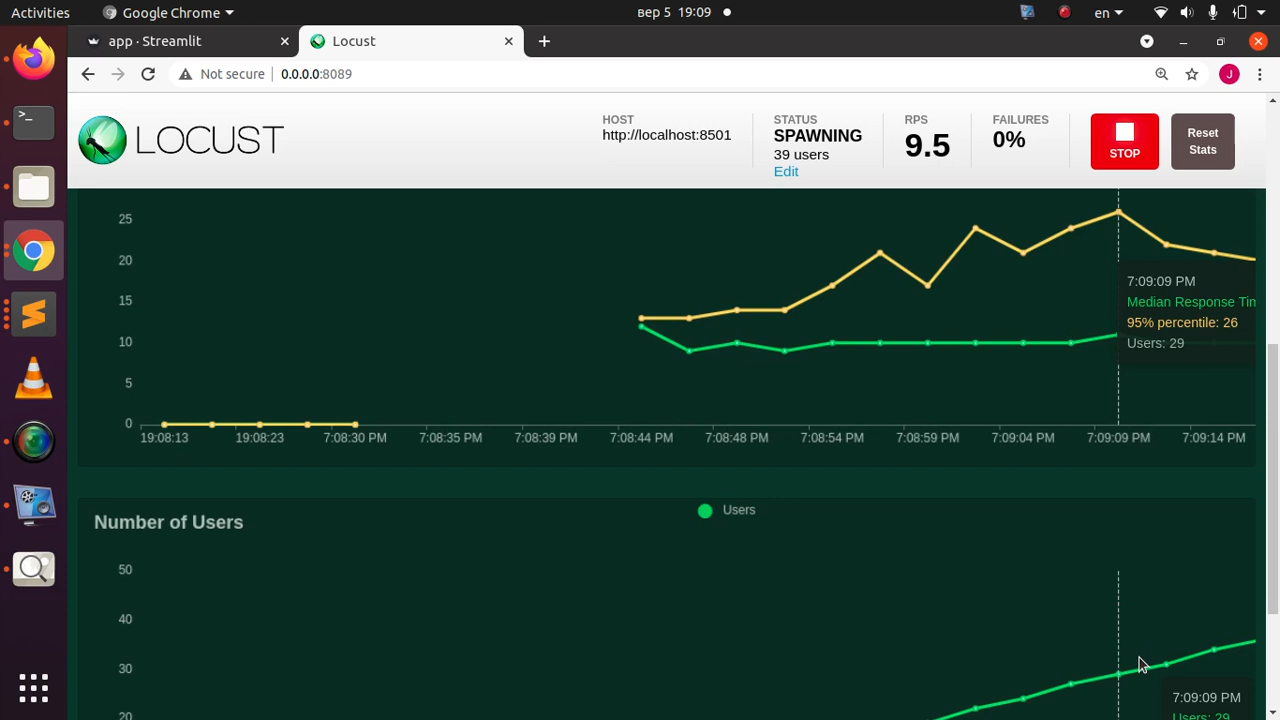 Activities
Google Chrome
вер 5 19:09
en
app · Streamlit
Locust
Not secure
0.0.0.0:8089
J
LOCUST
HOST
http://localhost:8501
STATUS
SPAWNING
39 users
Edit
RPS
9.5
FAILURES
0%
STOP
Reset
Stats
25
20
15
10
5
0
19:08:13
19:08:23
7:08:30 PM
7:08:35 PM
7:08:39 PM
7:08:44 PM
7:08:48 PM
7:08:54 PM
7:08:59 PM
7:09:04 PM
7:09:09 PM
7:09:14 PM
7:09:09 PM
Median Response Tim
95% percentile: 26
Users: 29
Number of Users
Users
50
40
30
20
7:09:09 PM
Users: 29